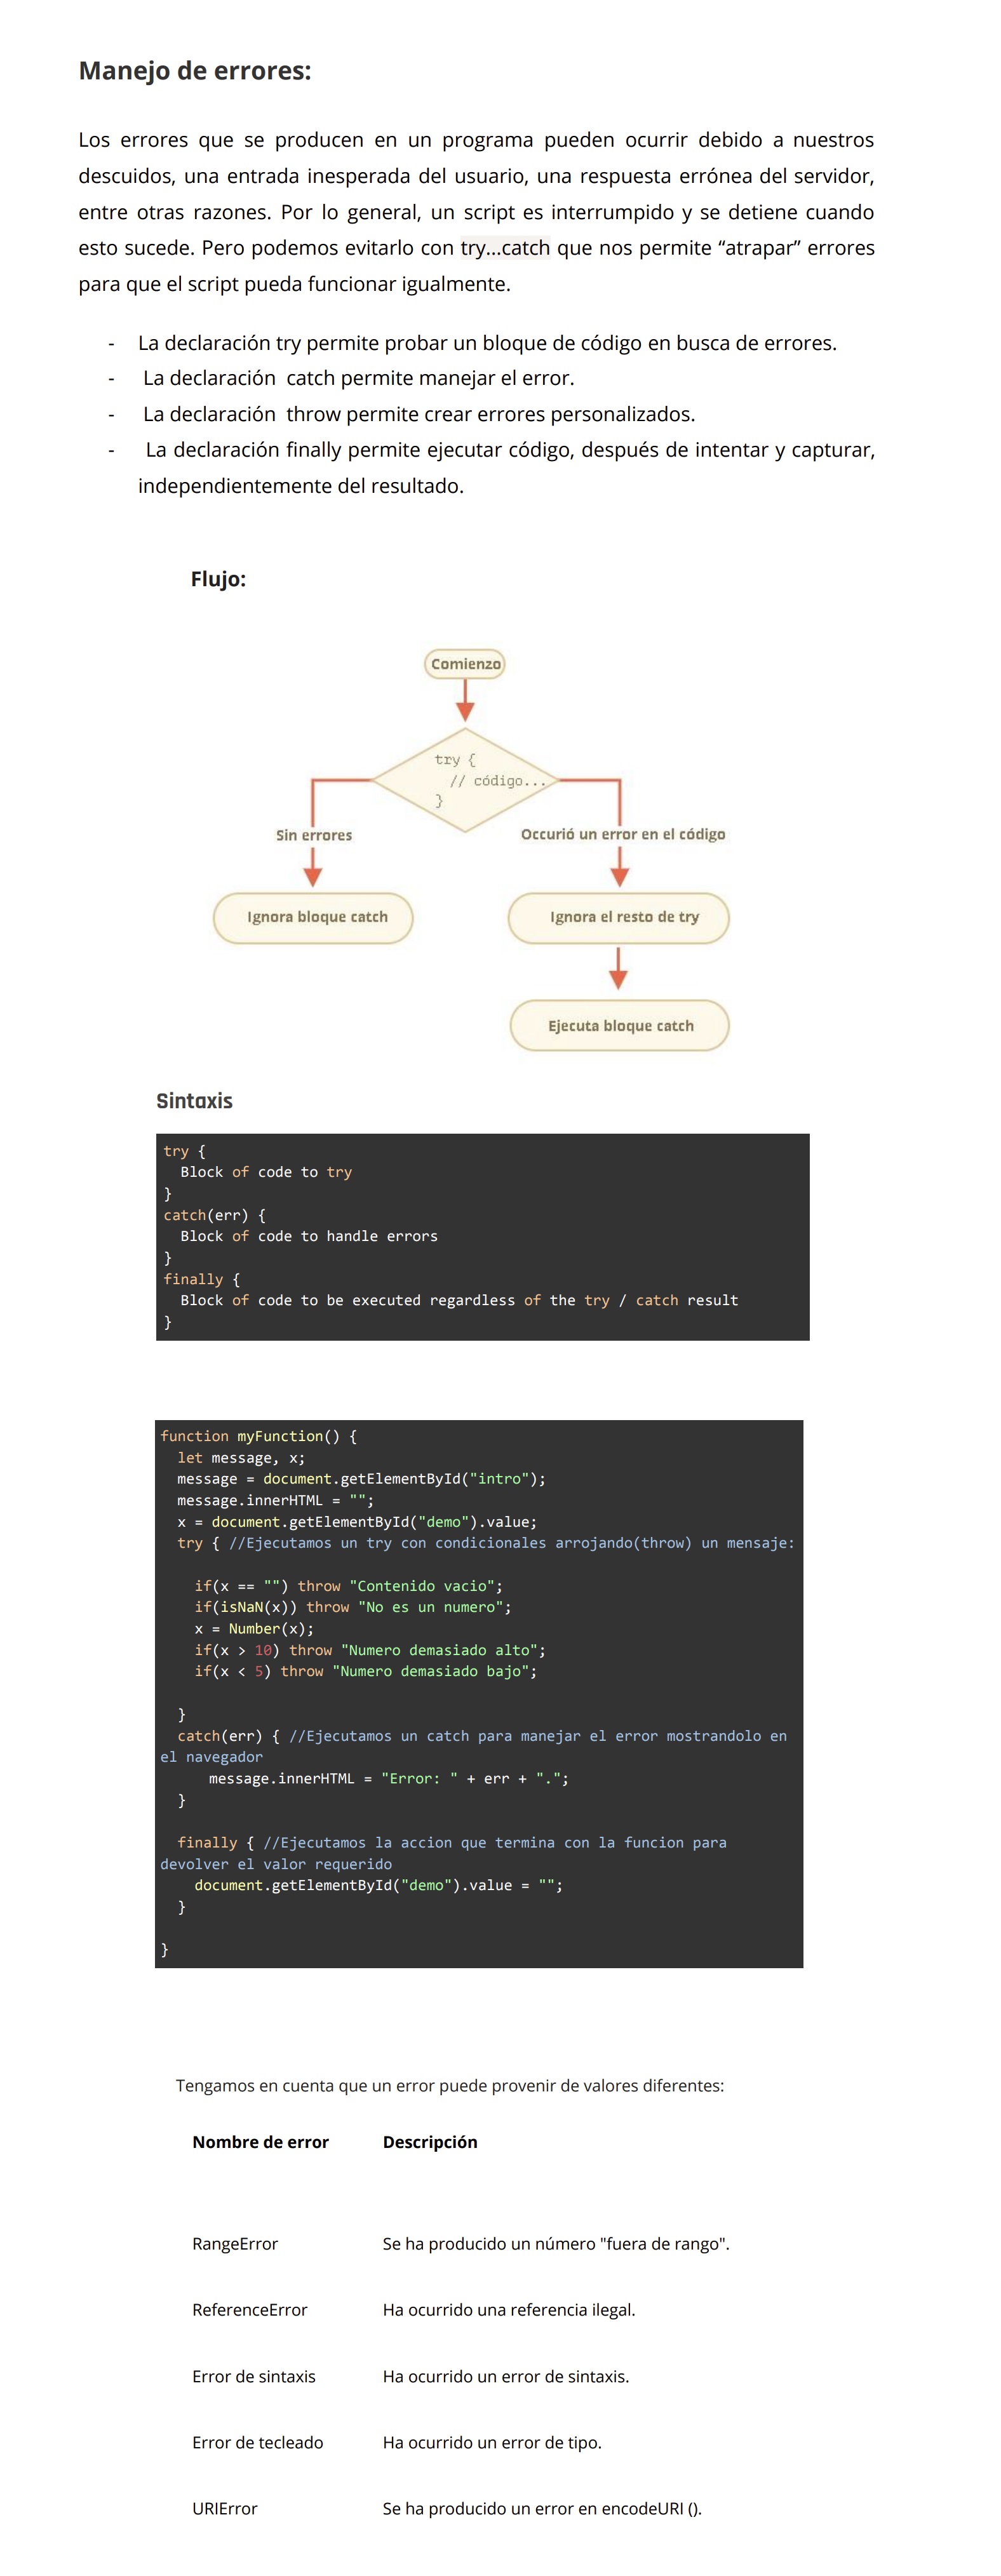 Manejo de errores:
Los errores que se producen en un programa pueden ocurrir debido a nuestros
descuidos, una entrada inesperada del usuario, una respuesta errónea del servidor,
entre otras razones. Por lo general, un script es interrumpido y se detiene cuando
esto sucede. Pero podemos evitarlo con try...catch que nos permite “atrapar” errores
para que el script pueda funcionar igualmente.
- La declaración try permite probar un bloque de código en busca de errores.
- La declaración catch permite manejar el error.
- La declaración throw permite crear errores personalizados.
- La declaración finally permite ejecutar código, después de intentar y capturar,
independientemente del resultado.
Flujo:
Comienzo
try {
// código...
}
Sin errores
Occurió un error en el código
Ignora bloque catch
Ignora el resto de try
Ejecuta bloque catch
Sintaxis
try {
  Block of code to try
}
catch(err) {
  Block of code to handle errors
}
finally {
  Block of code to be executed regardless of the try / catch result
}
function myFunction() {
  let message, x;
  message = document.getElementById("intro");
  message.innerHTML = "";
  x = document.getElementById("demo").value;
  try { //Ejecutamos un try con condicionales arrojando(throw) un mensaje:
    if(x == "") throw "Contenido vacio";
    if(isNaN(x)) throw "No es un numero";
    x = Number(x);
    if(x > 10) throw "Numero demasiado alto";
    if(x < 5) throw "Numero demasiado bajo";
  }
  catch(err) { //Ejecutamos un catch para manejar el error mostrandolo en
el navegador
      message.innerHTML = "Error: " + err + ".";
  }
  finally { //Ejecutamos la accion que termina con la funcion para
devolver el valor requerido
    document.getElementById("demo").value = "";
  }
}
Tengamos en cuenta que un error puede provenir de valores diferentes:
Nombre de error Descripción
RangeError Se ha producido un número "fuera de rango".
ReferenceError Ha ocurrido una referencia ilegal.
Error de sintaxis Ha ocurrido un error de sintaxis.
Error de tecleado Ha ocurrido un error de tipo.
URIError Se ha producido un error en encodeURI ().